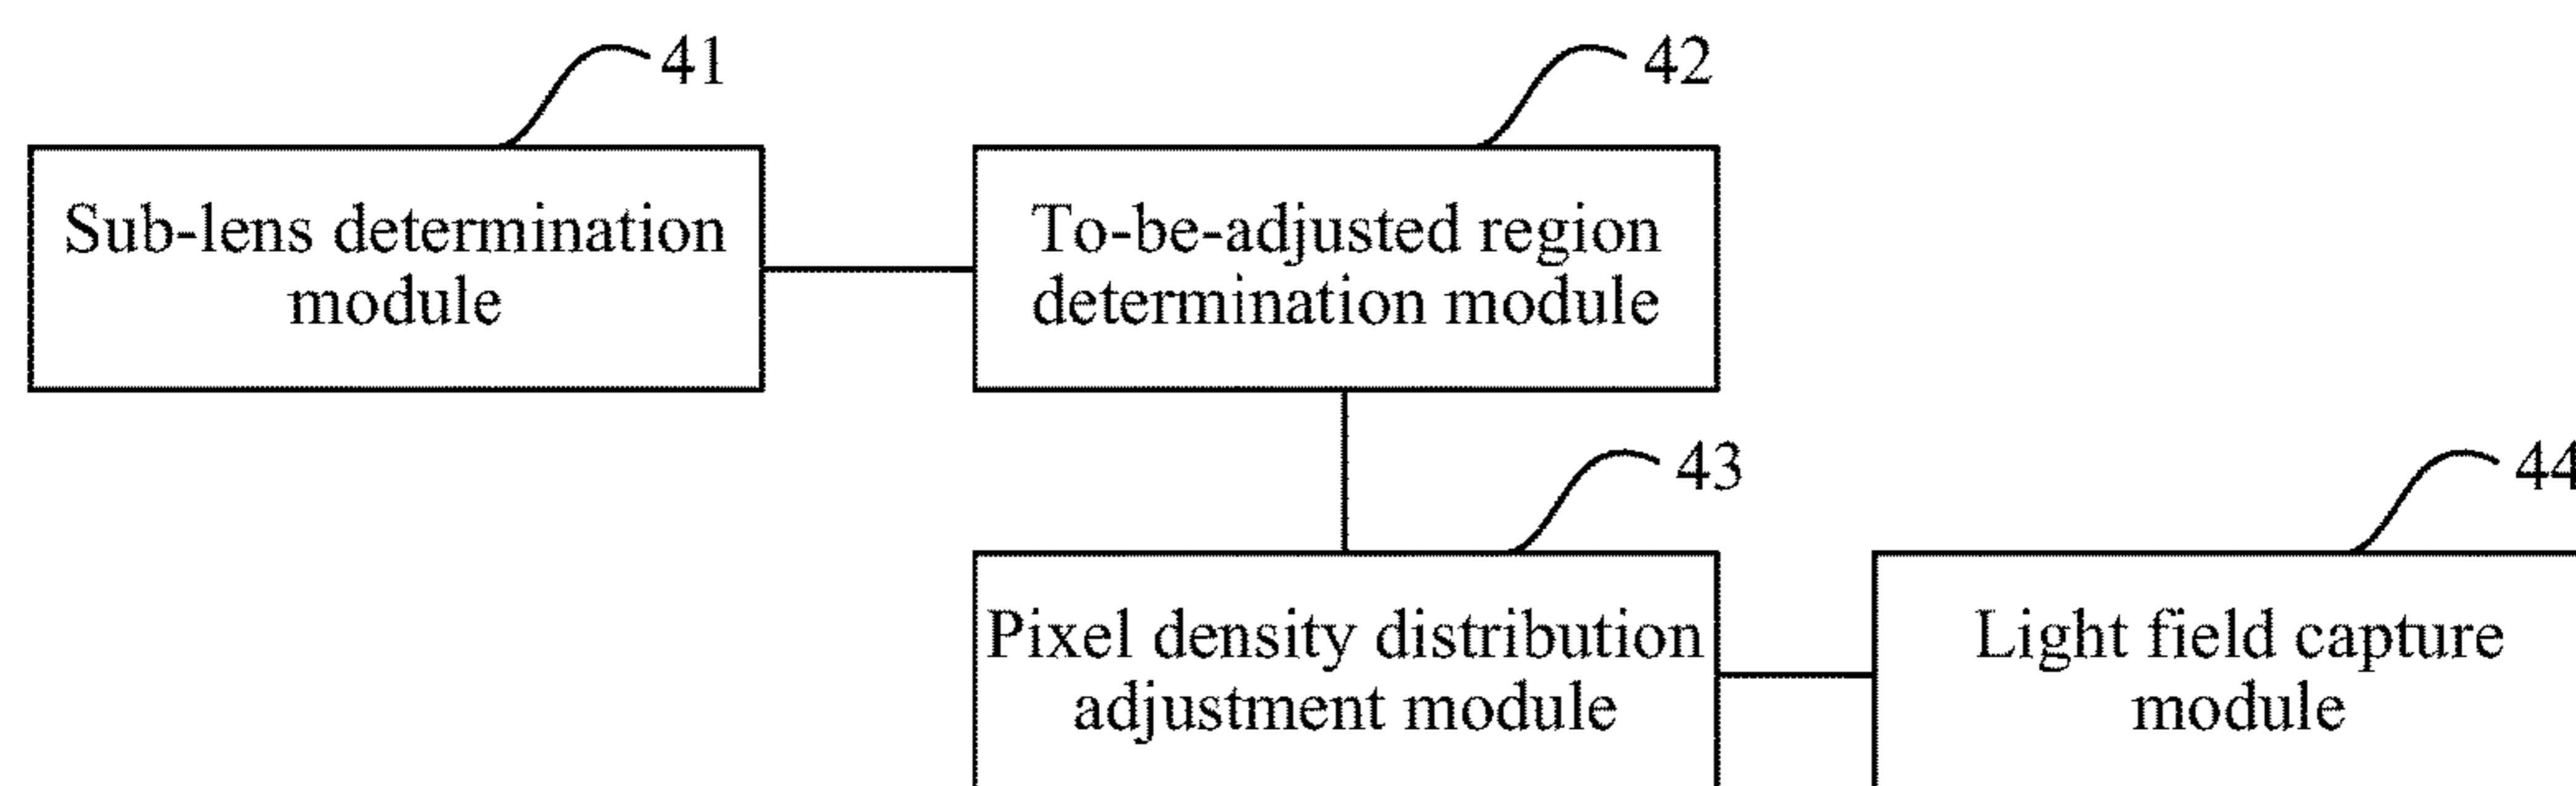 41
42
Sub-lens determination
module
To-be-adjusted region
determination module
43
44
Pixel density distribution
adjustment module
Light field capture
module